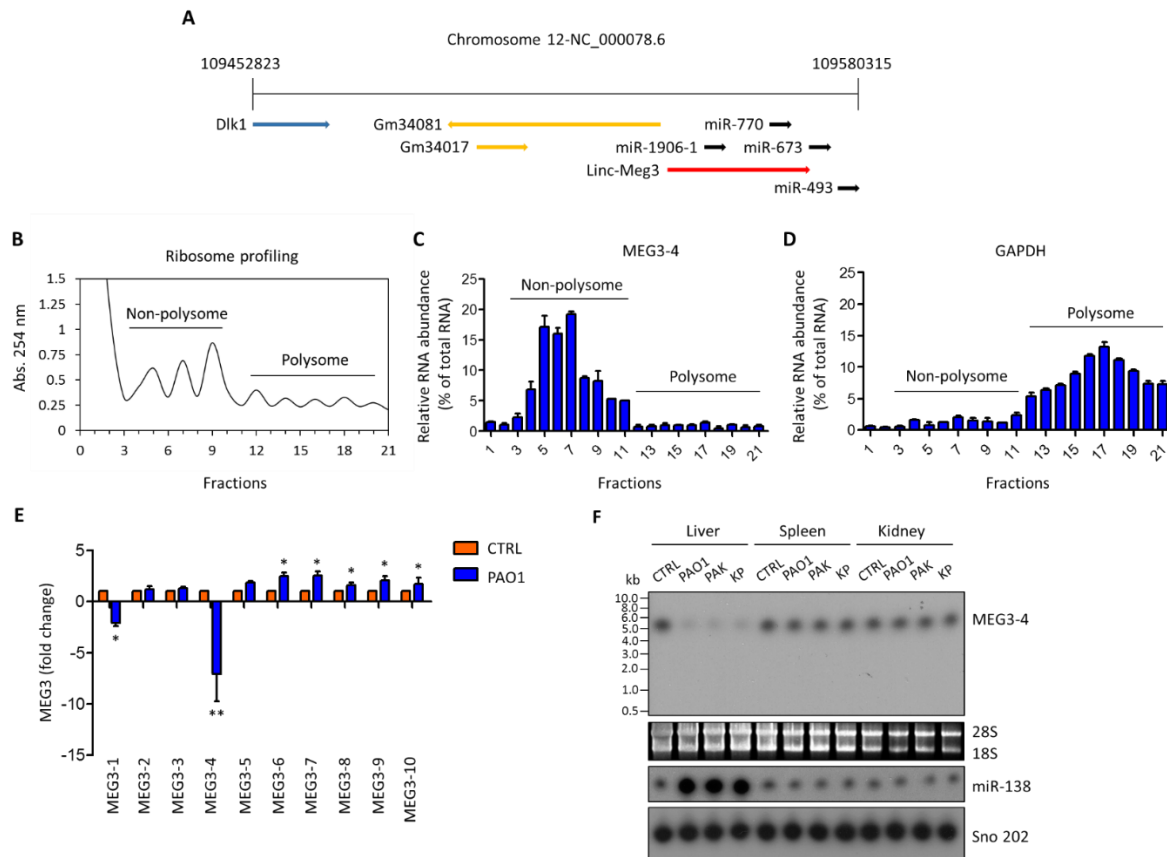 A
Chromosome 12-NC_000078.6
109452823 109580315
Dlk1
Gm34081
miR-770
Gm34017
miR-1906-1
miR-673
Linc-Meg3
miR-493
B
Ribosome profiling
Abs. 254 nm
1.5
1
0.75
0.5
0.25
0
Non-polysome
Polysome
0 3 6 9 12 15 18 21
Fractions
C
MEG3-4
Relative RNA abundance
(% of total RNA)
25
20
15
10
5
0
Non-polysome
Polysome
1 3 5 7 9 11 13 15 17 19 21
Fractions
D
GAPDH
Relative RNA abundance
(% of total RNA)
25
20
15
10
5
0
Polysome
Non-polysome
1 3 5 7 9 11 13 15 17 19 21
Fractions
E
MEG3 (fold change)
5
0
-5
-10
-15
CTRL
PAO1
* * * * * *
**
MEG3-1
MEG3-2
MEG3-3
MEG3-4
MEG3-5
MEG3-6
MEG3-7
MEG3-8
MEG3-9
MEG3-10
F
Liver Spleen Kidney
CTRL PAO1 PAK KP CTRL PAO1 PAK KP CTRL PAO1 PAK KP
kb
10.0
8.0
6.0
5.0
4.0
3.0
2.0
1.0
0.5
MEG3-4
28S
18S
miR-138
Sno 202